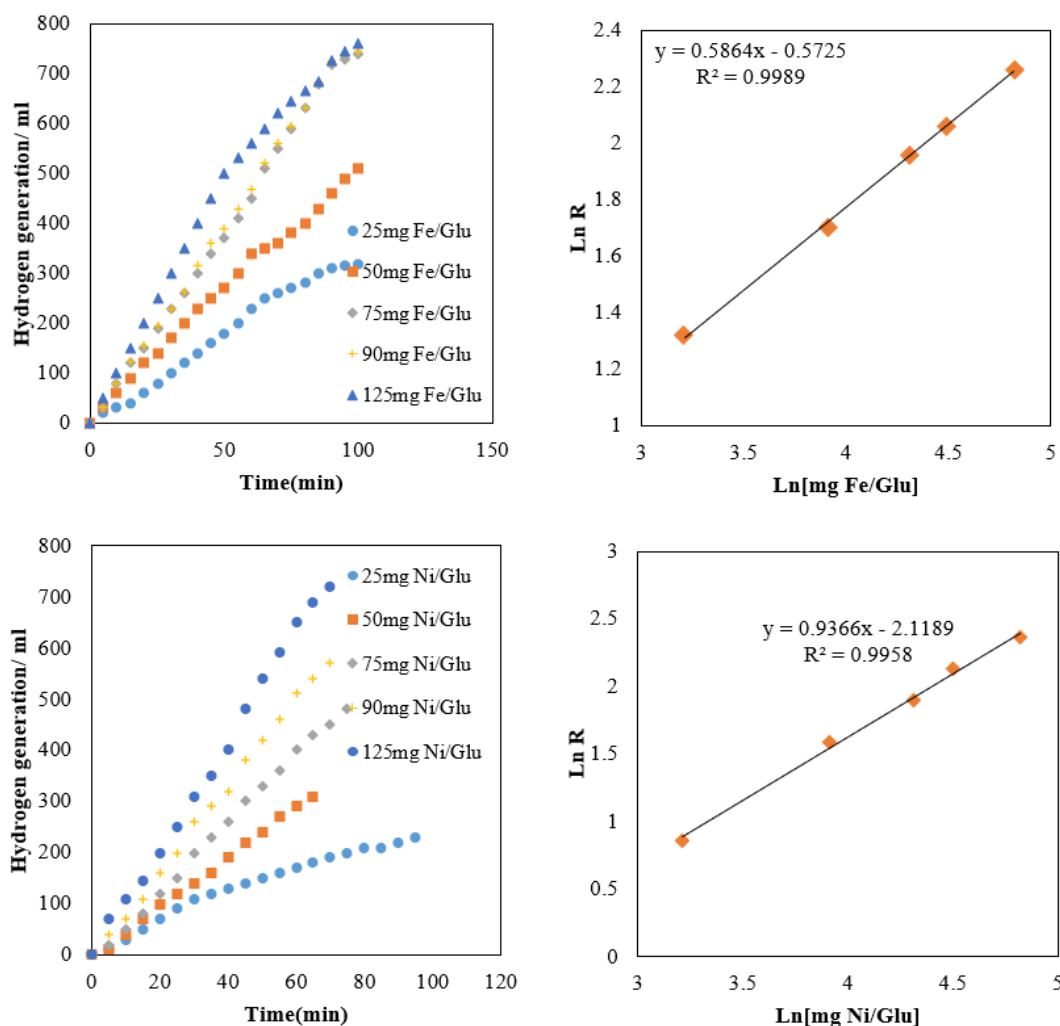 800
700
600
500
400
300
200
100
0
0
50
100
150
Hydrogen generation/ ml
Time(min)
25mg Fe/Glu
50mg Fe/Glu
75mg Fe/Glu
90mg Fe/Glu
125mg Fe/Glu
y = 0.5864x - 0.5725
R² = 0.9989
2.4
2.2
2
1.8
1.6
1.4
1.2
1
3
3.5
4
4.5
5
Ln R
Ln[mg Fe/Glu]
800
700
600
500
400
300
200
100
0
0
20
40
60
80
100
120
Hydrogen generation/ ml
Time(min)
25mg Ni/Glu
50mg Ni/Glu
75mg Ni/Glu
90mg Ni/Glu
125mg Ni/Glu
y = 0.9366x - 2.1189
R² = 0.9958
3
2.5
2
1.5
1
0.5
0
3
3.5
4
4.5
5
Ln R
Ln[mg Ni/Glu]